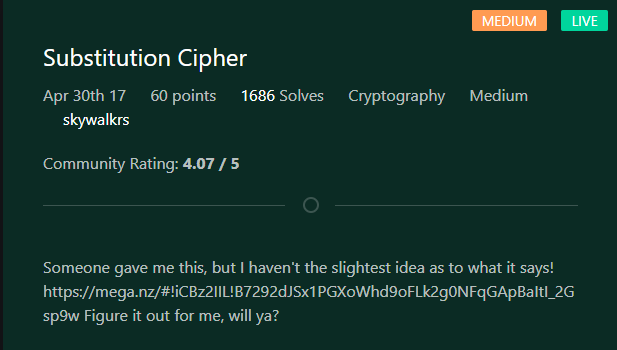 MEDIUM LIVE
Substitution Cipher
Apr 30th 17 60 points 1686 Solves Cryptography Medium
skywalkrs
Community Rating: 4.07 / 5
Someone gave me this, but I haven't the slightest idea as to what it says!
https://mega.nz/#!iCBz2IIL!B7292dJSx1PGXoWhd9oFLk2g0NFqGApBaItI_2G
sp9w Figure it out for me, will ya?